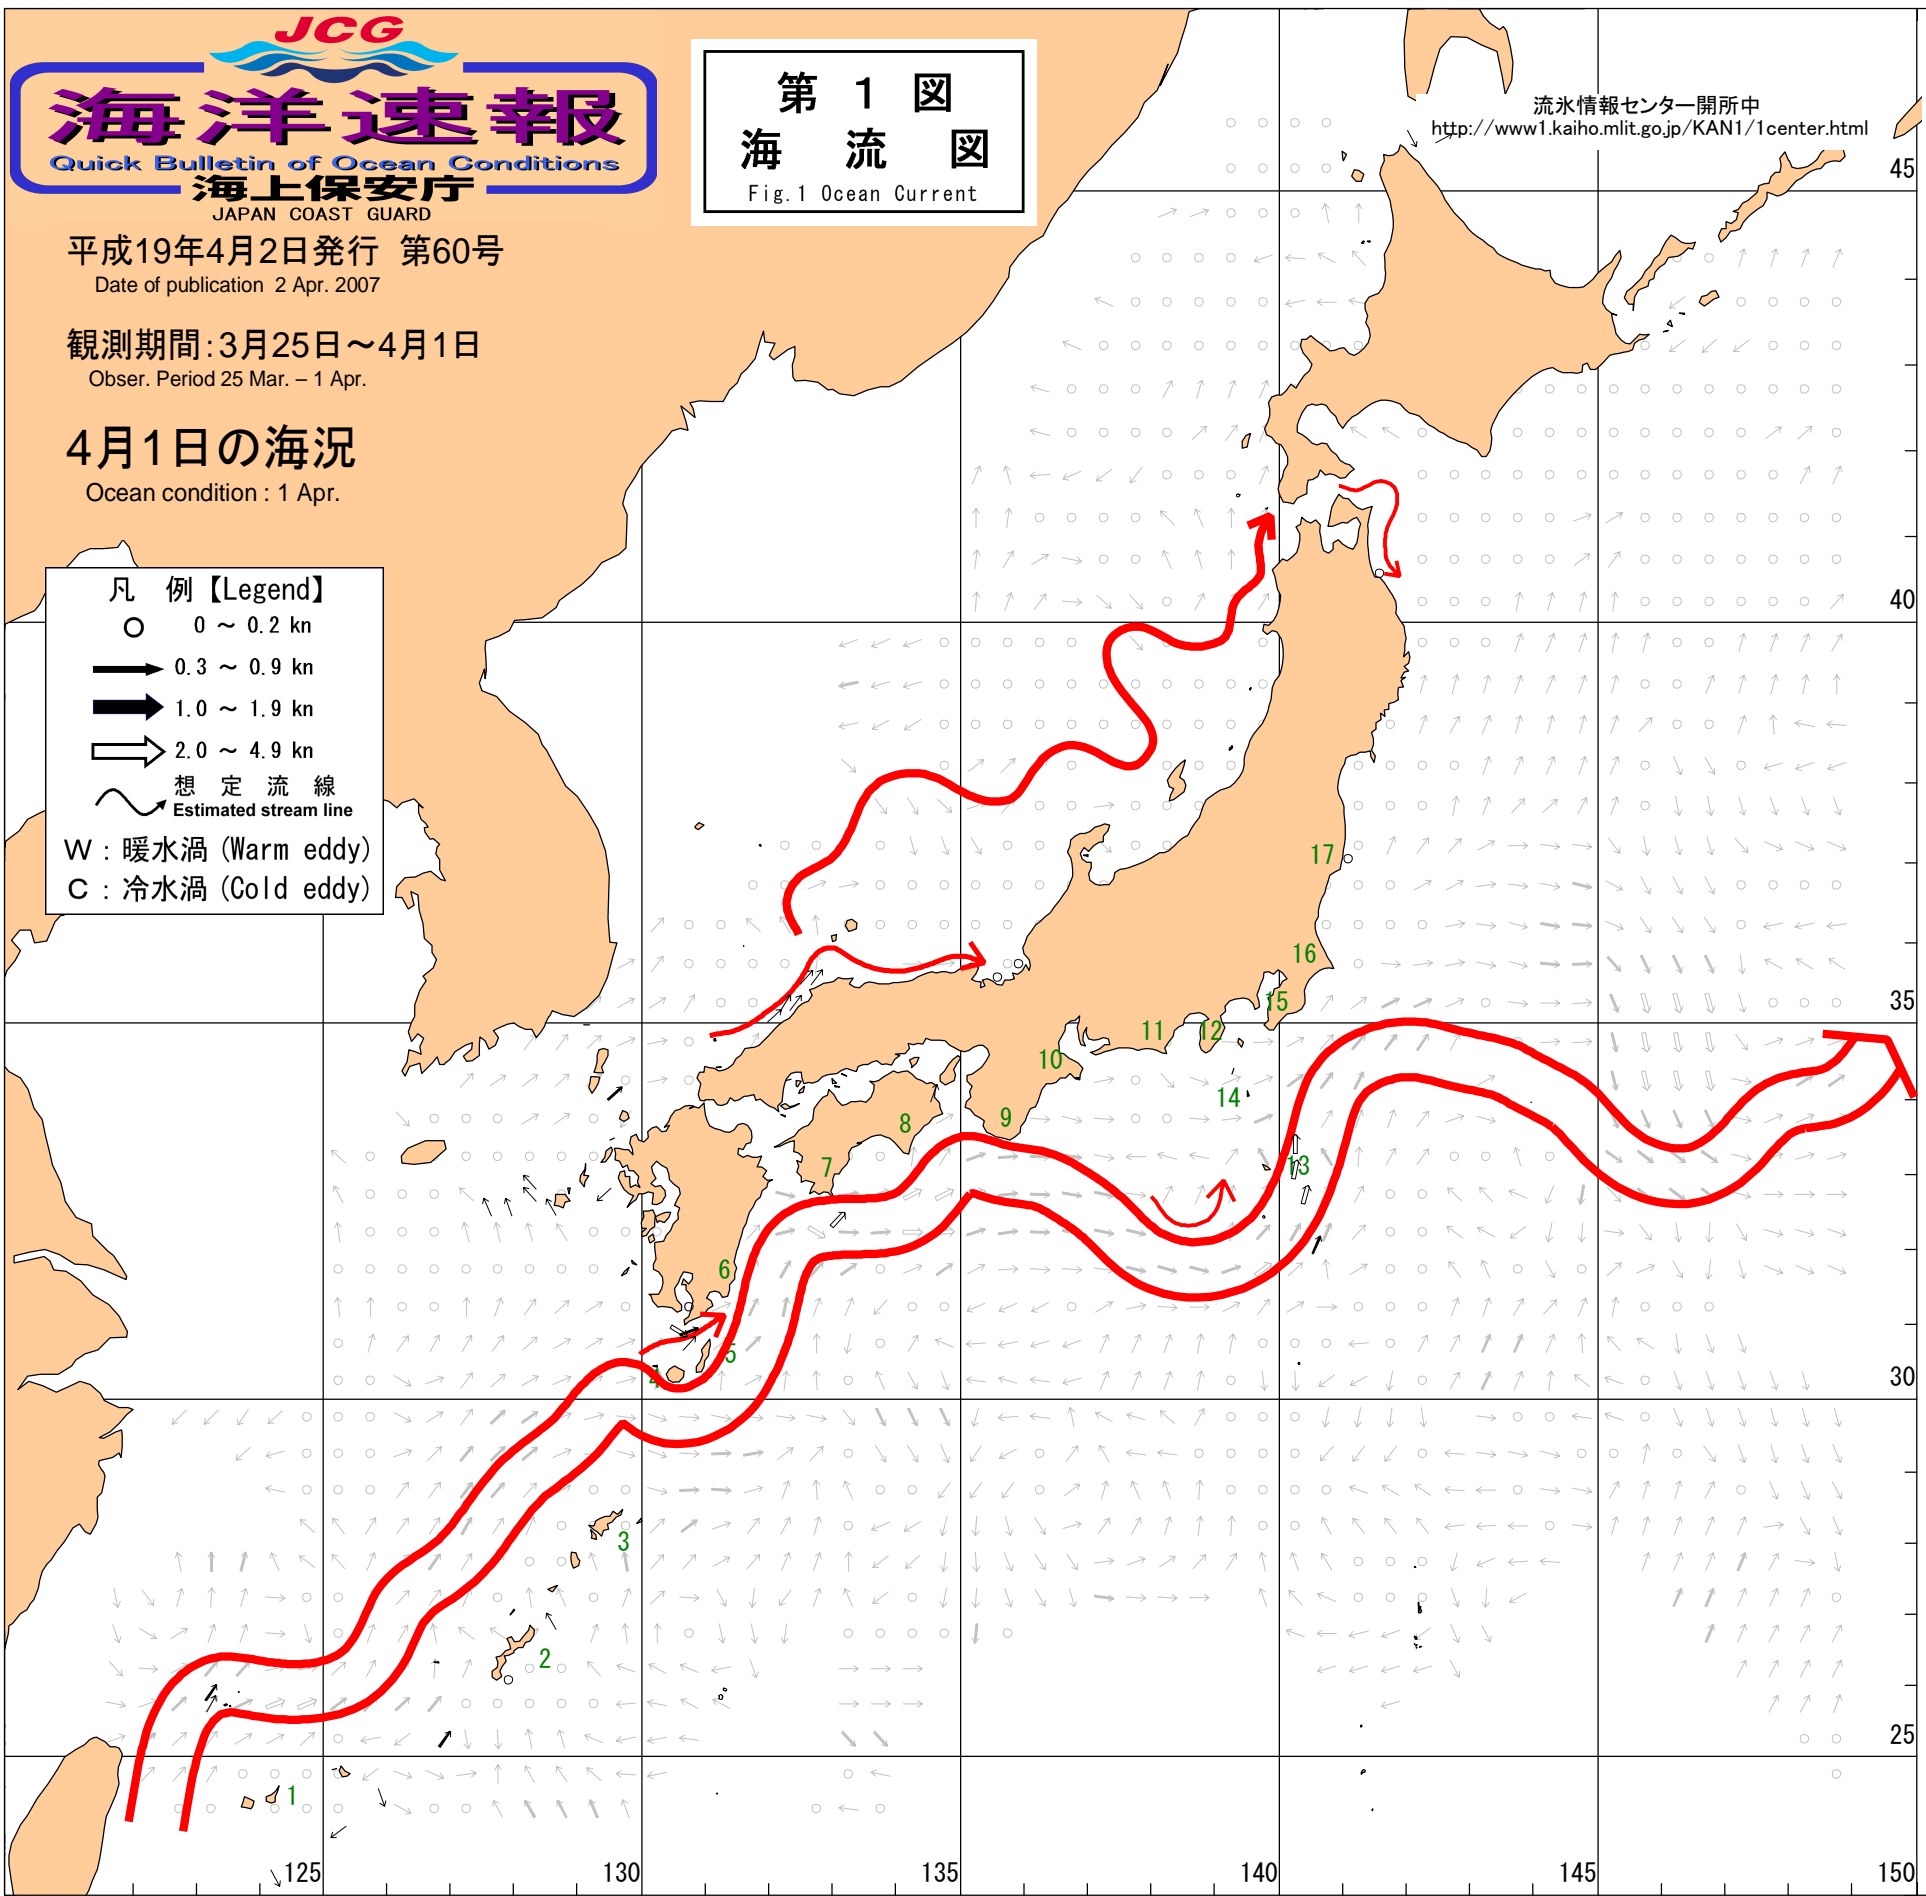 JCG
海洋速報
Quick Bulletin of Ocean Conditions
海上保安庁
JAPAN COAST GUARD
平成19年4月2日発行 第60号
Date of publication 2 Apr. 2007
観測期間:3月25日～4月1日
Obser. Period 25 Mar. – 1 Apr.
4月1日の海況
Ocean condition : 1 Apr.
第 1 図
海 流 図
Fig.1 Ocean Current
流氷情報センター開所中
http://www1.kaiho.mlit.go.jp/KAN1/1center.html
凡 例【Legend】
0 ～ 0.2 kn
0.3 ～ 0.9 kn
1.0 ～ 1.9 kn
2.0 ～ 4.9 kn
想 定 流 線
Estimated stream line
W : 暖水渦 (Warm eddy)
C : 冷水渦 (Cold eddy)
45
40
17
16
35
15
11
12
10
14
9
8
7
13
6
5
4
30
3
2
25
1
125
130
135
140
145
150